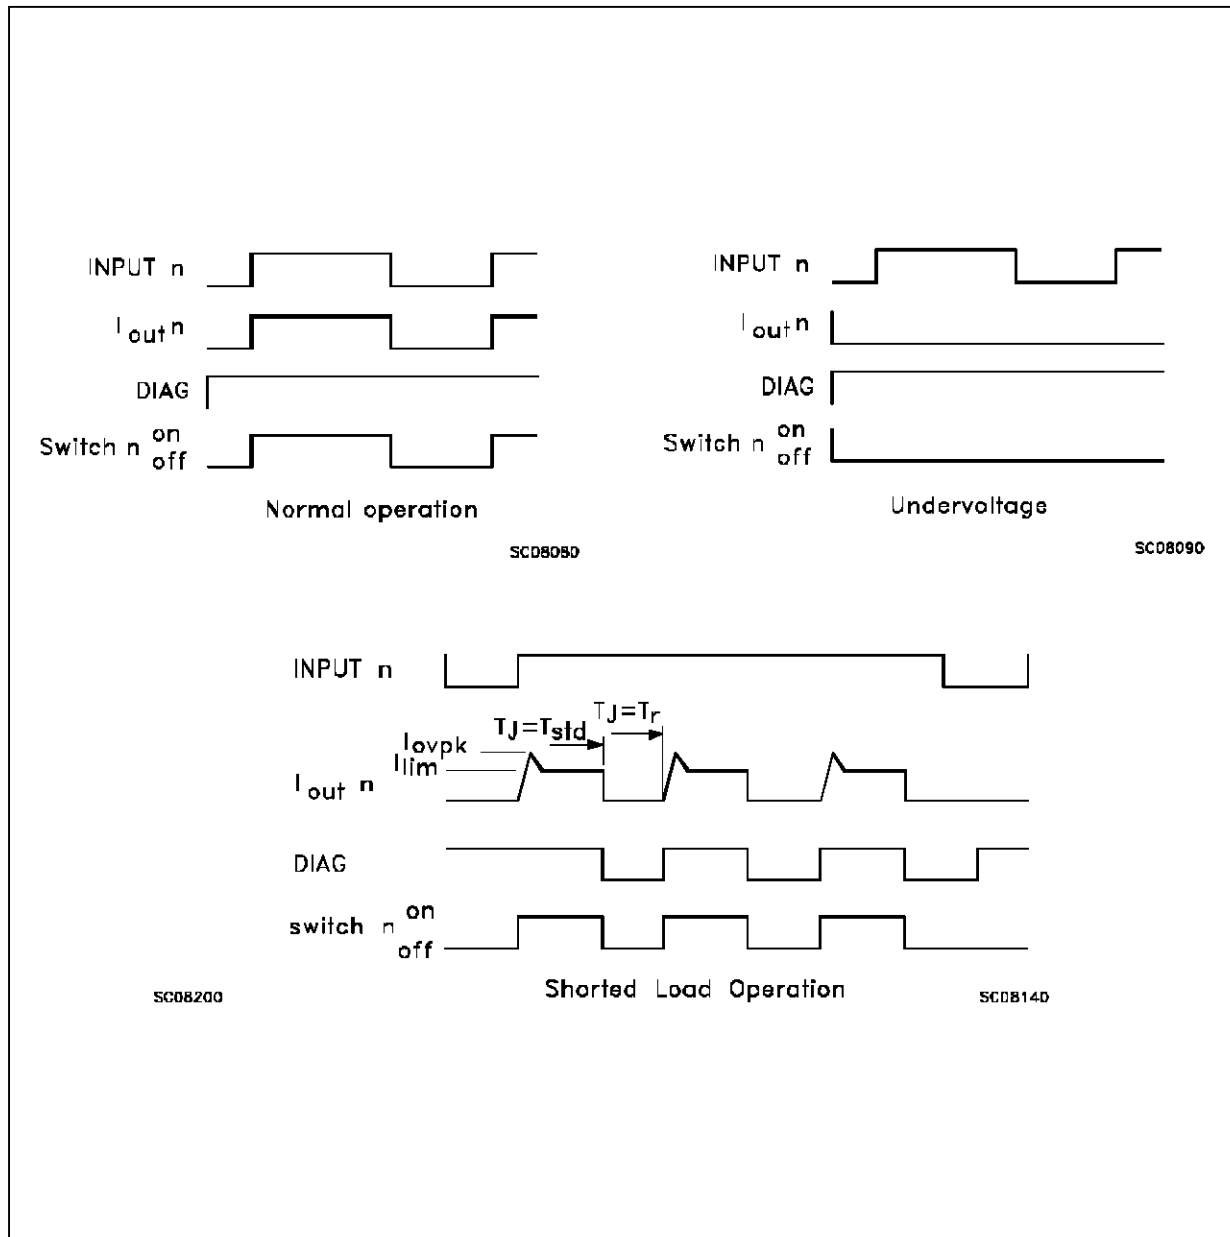 INPUT n
I out n
DIAG
Switch n on off
Normal operation
SC08080
INPUT n
I out n
DIAG
Switch n on off
Undervoltage
SC08090
INPUT n
TJ=Tstd
TJ=Tr
Iovpk
Ilim
I out n
DIAG
switch n on off
Shorted Load Operation
SC08200
SC08140